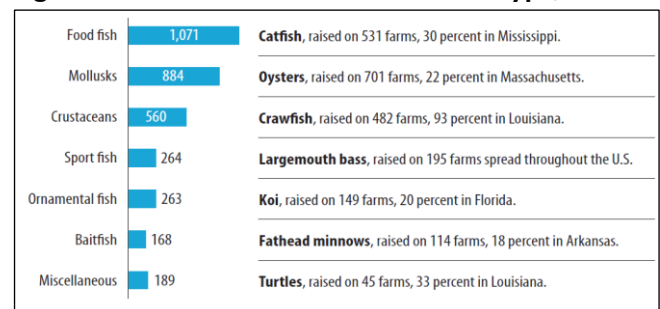 Food fish 1,071 Catfish, raised on 531 farms, 30 percent in Mississippi.
Mollusks 884 Oysters, raised on 701 farms, 22 percent in Massachusetts.
Crustaceans 560 Crawfish, raised on 482 farms, 93 percent in Louisiana.
Sport fish 264 Largemouth bass, raised on 195 farms spread throughout the U.S.
Ornamental fish 263 Koi, raised on 149 farms, 20 percent in Florida.
Baitfish 168 Fathead minnows, raised on 114 farms, 18 percent in Arkansas.
Miscellaneous 189 Turtles, raised on 45 farms, 33 percent in Louisiana.